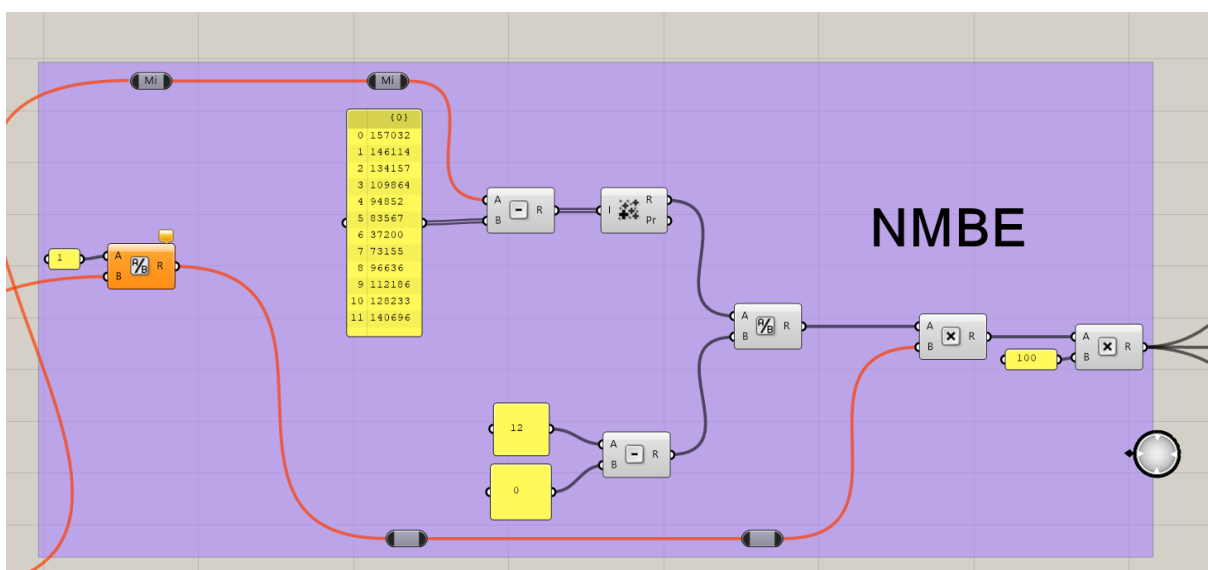 Mi
Mi
{0}
0 157032
1 146114
2 134157
3 109864
4 94852
5 83567
6 37200
7 73155
8 96636
9 112186
10 128233
11 140696
A
B
-
R
I
R
Pr
NMBE
1
A
B
A/B
R
A
B
A/B
R
A
B
×
R
100
A
B
×
R
12
0
A
B
-
R